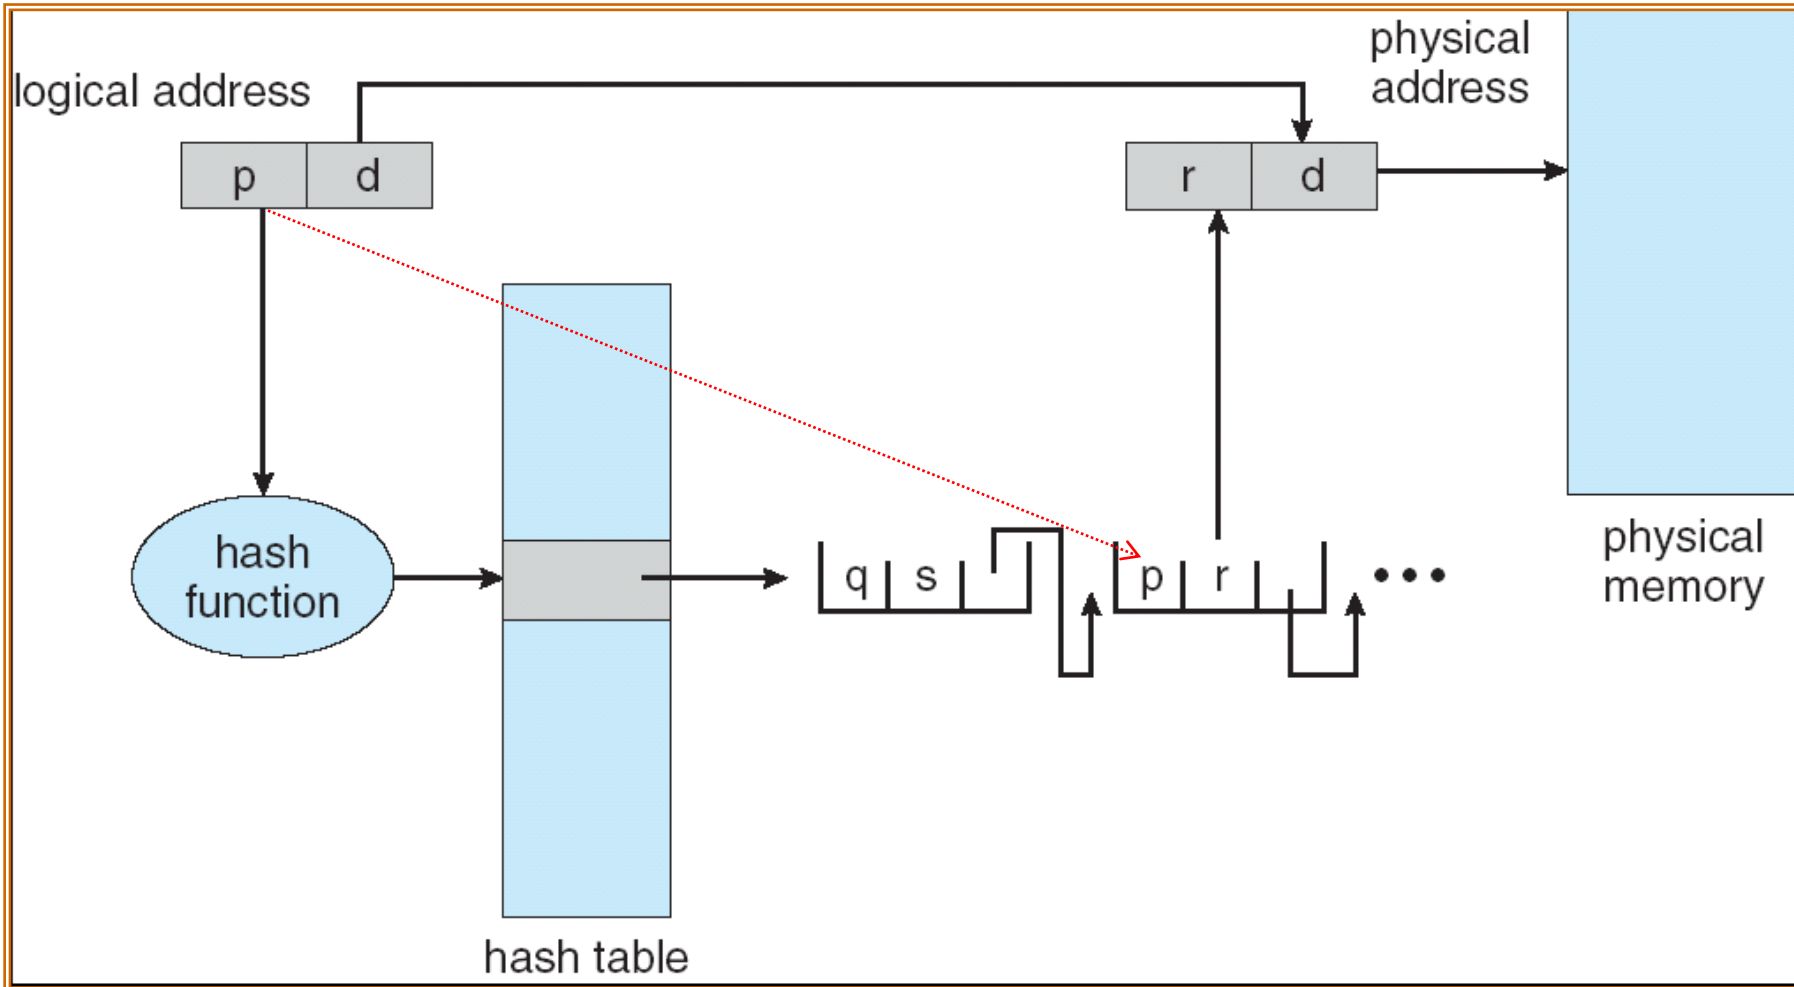 logical address
physical
address
p d
r d
hash
function
q s
p r
physical
memory
hash table